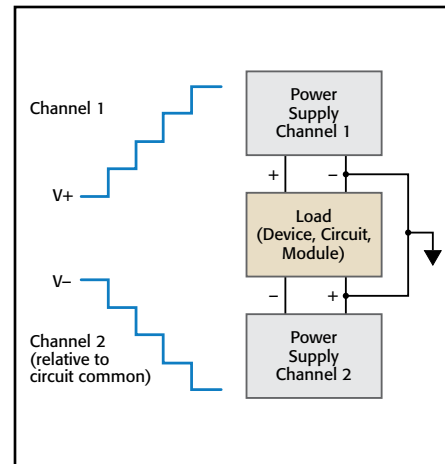 Channel 1
V+
Power
Supply
Channel 1
+ –
Load
(Device, Circuit,
Module)
– +
V–
Channel 2
(relative to
circuit common)
Power
Supply
Channel 2